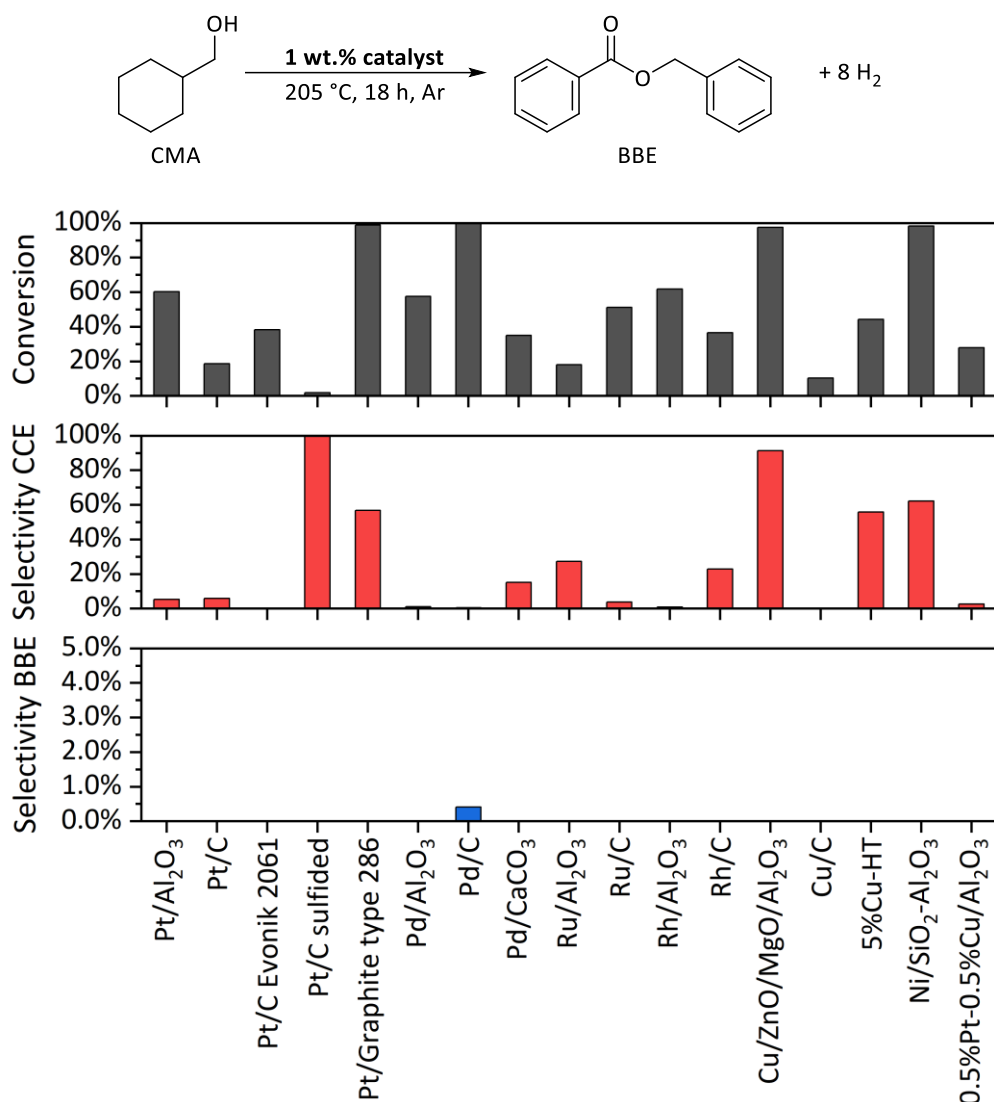 OH
O
1 wt.% catalyst
205 °C, 18 h, Ar
O
+ 8 H₂
CMA
BBE
Conversion
100%
80%
60%
40%
20%
0%
Selectivity CCE
100%
80%
60%
40%
20%
0%
Selectivity BBE
5.0%
4.0%
3.0%
2.0%
1.0%
0.0%
Pt/Al₂O₃
Pt/C
Pt/C Evonik 2061
Pt/C sulfided
Pt/Graphite type 286
Pd/Al₂O₃
Pd/C
Pd/CaCO₃
Ru/Al₂O₃
Ru/C
Rh/Al₂O₃
Rh/C
Cu/ZnO/MgO/Al₂O₃
Cu/C
5%Cu-HT
Ni/SiO₂-Al₂O₃
0.5%Pt-0.5%Cu/Al₂O₃